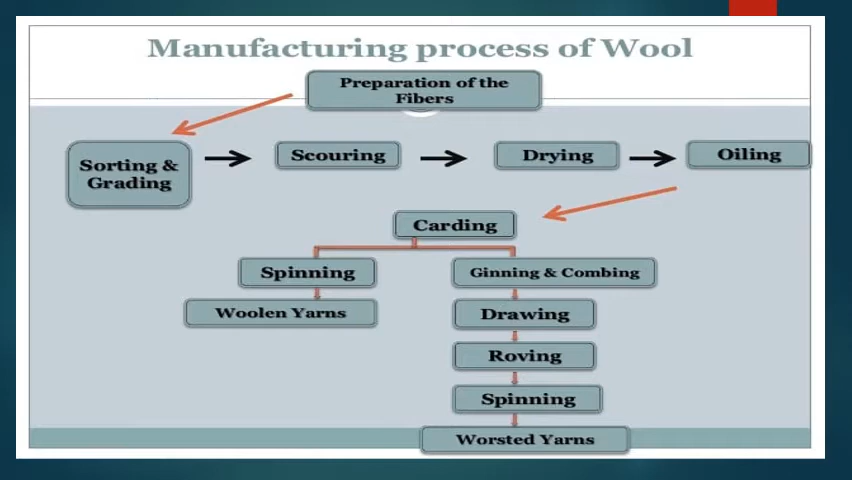 Manufacturing process of Wool
Preparation of the
Fibers
Sorting &
Grading
Scouring
Drying
Oiling
Carding
Spinning
Ginning & Combing
Woolen Yarns
Drawing
Roving
Spinning
Worsted Yarns